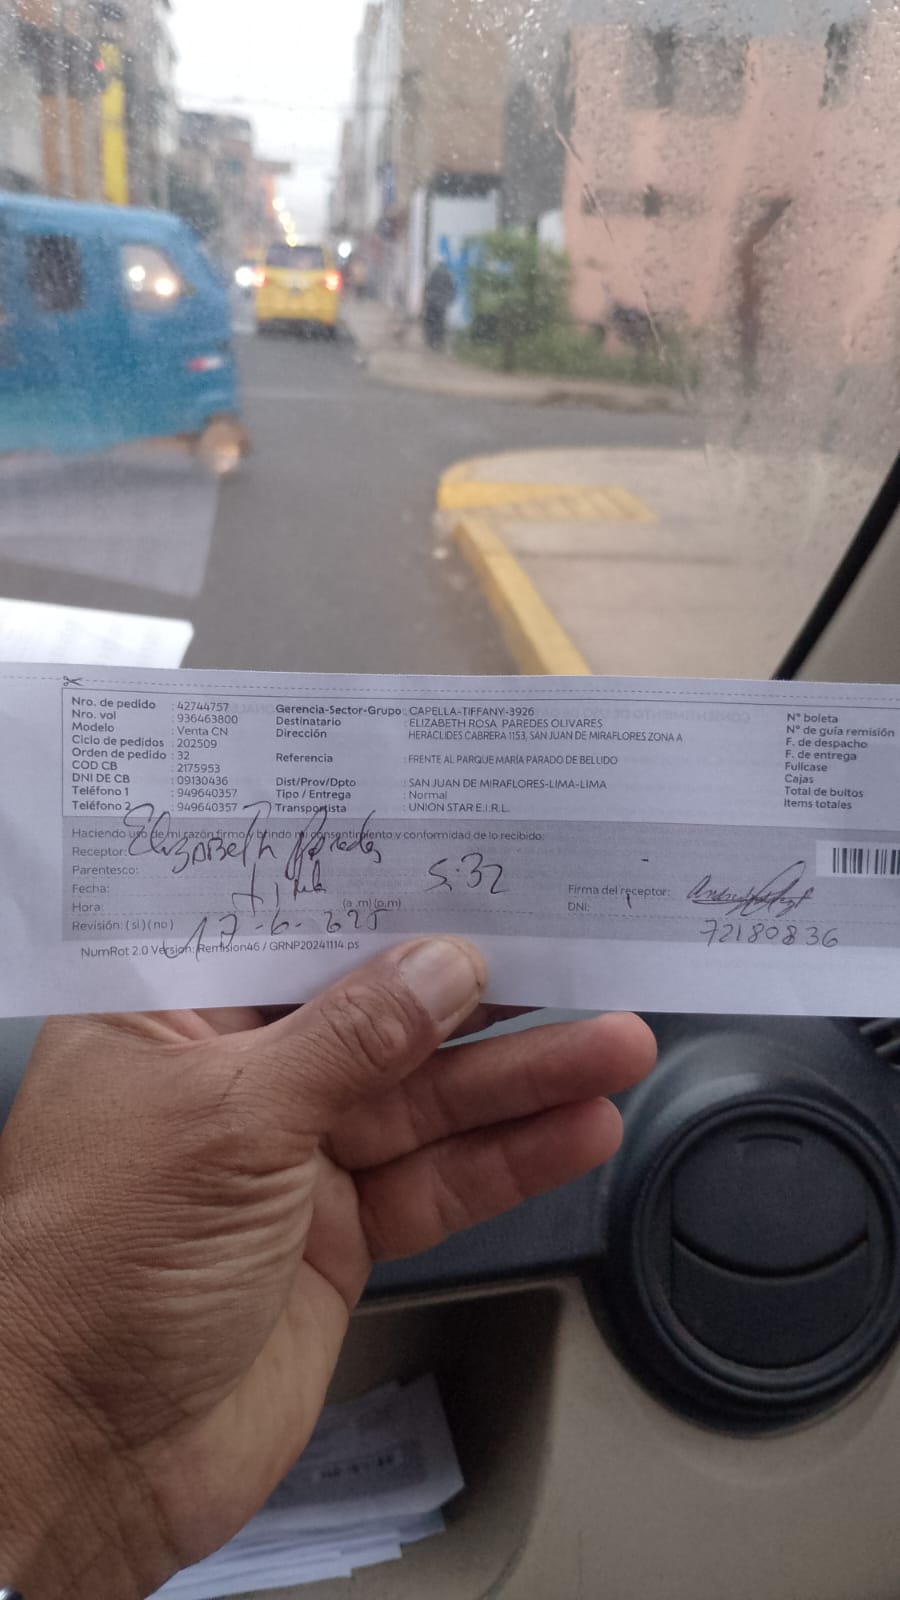 Nro. de pedido : 42744757
Nro. vol : 936463800
Modelo : Venta CN
Ciclo de pedidos : 202509
Orden de pedido : 32
COD CB : 2175953
DNI DE CB : 09130436
Teléfono 1 : 949640357
Teléfono 2 : 949640357
Gerencia-Sector-Grupo : CAPELLA-TIFFANY-3926
Destinatario : ELIZABETH ROSA PAREDES OLIVARES
Dirección : HERACLIDES CABRERA 1153, SAN JUAN DE MIRAFLORES ZONA A
Referencia : FRENTE AL PARQUE MARÍA PARADO DE BELLIDO
Dist/Prov/Dpto : SAN JUAN DE MIRAFLORES-LIMA-LIMA
Tipo / Entrega : Normal
Transportista : UNION STAR E.I.R.L.
N° boleta
N° de guía remisión
F. de despacho
F. de entrega
Fullcase
Cajas
Total de bultos
Items totales
Haciendo uso de mi razón firmo y brindo mi consentimiento y conformidad de lo recibido:
Receptor: Elizabeth Paredes
Parentesco:
Fecha:
Hora: (a.m)(p.m)
5:32
Revisión: (si)(no) 17-6-2025
Firma del receptor:
DNI:
72180836
NumRot 2.0 Version: Remision46 / GRNP20241114.ps